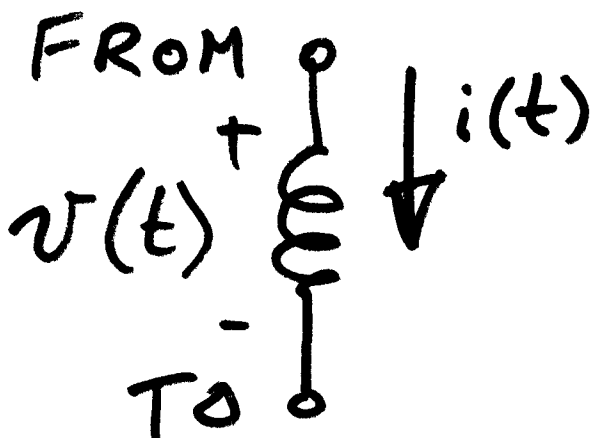 FROM
+
i(t)
v(t)
-
TO